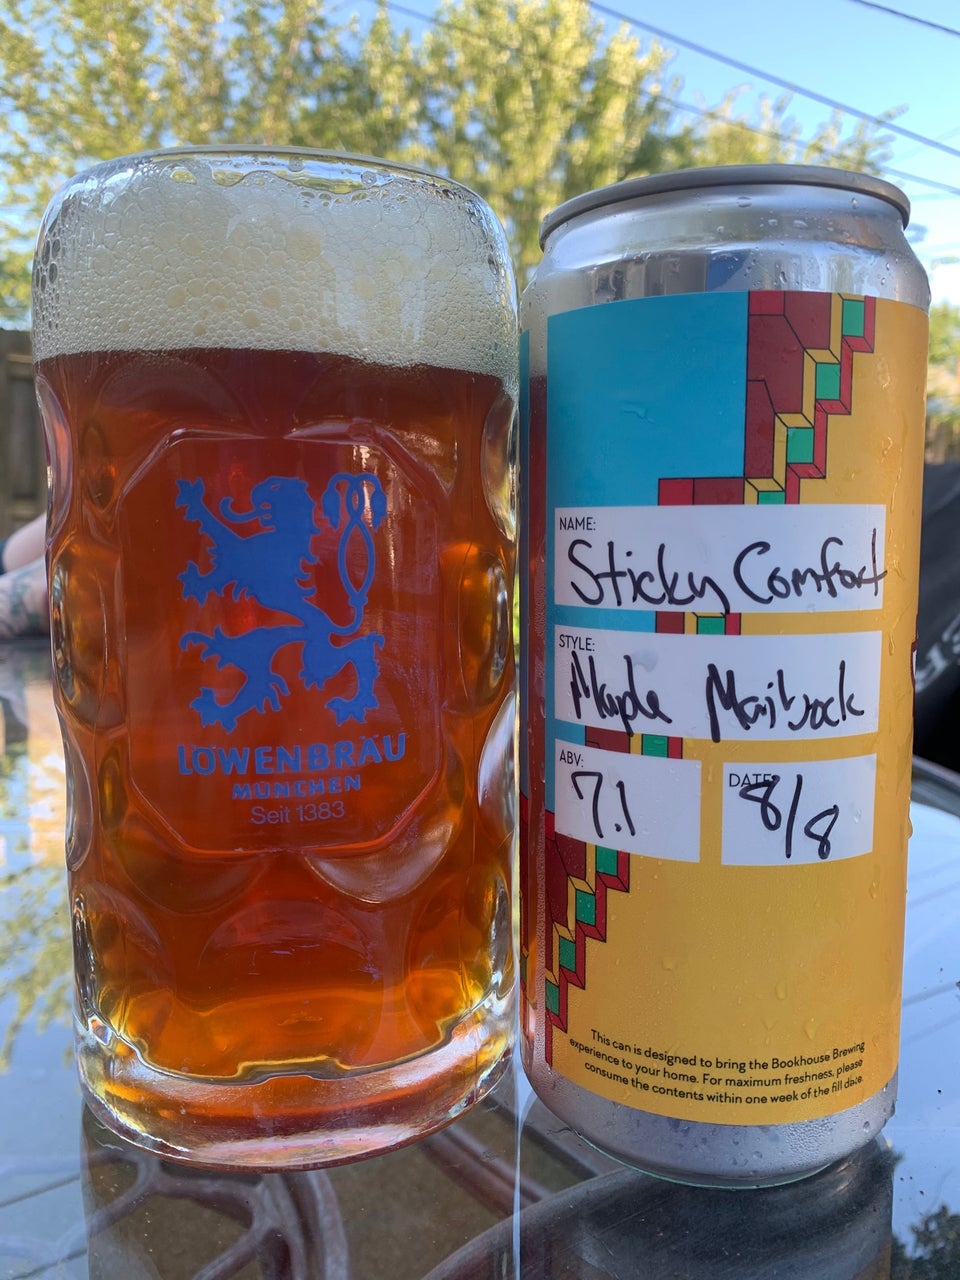 LÖWENBRÄU
MÜNCHEN
Seit 1383
NAME:
Sticky Comfort
STYLE:
Maple Maibock
ABV:
7.1
DATE:
8/8
This can is designed to bring the Bookhouse Brewing
experience to your home. For maximum freshness, please
consume the contents within one week of the fill date.